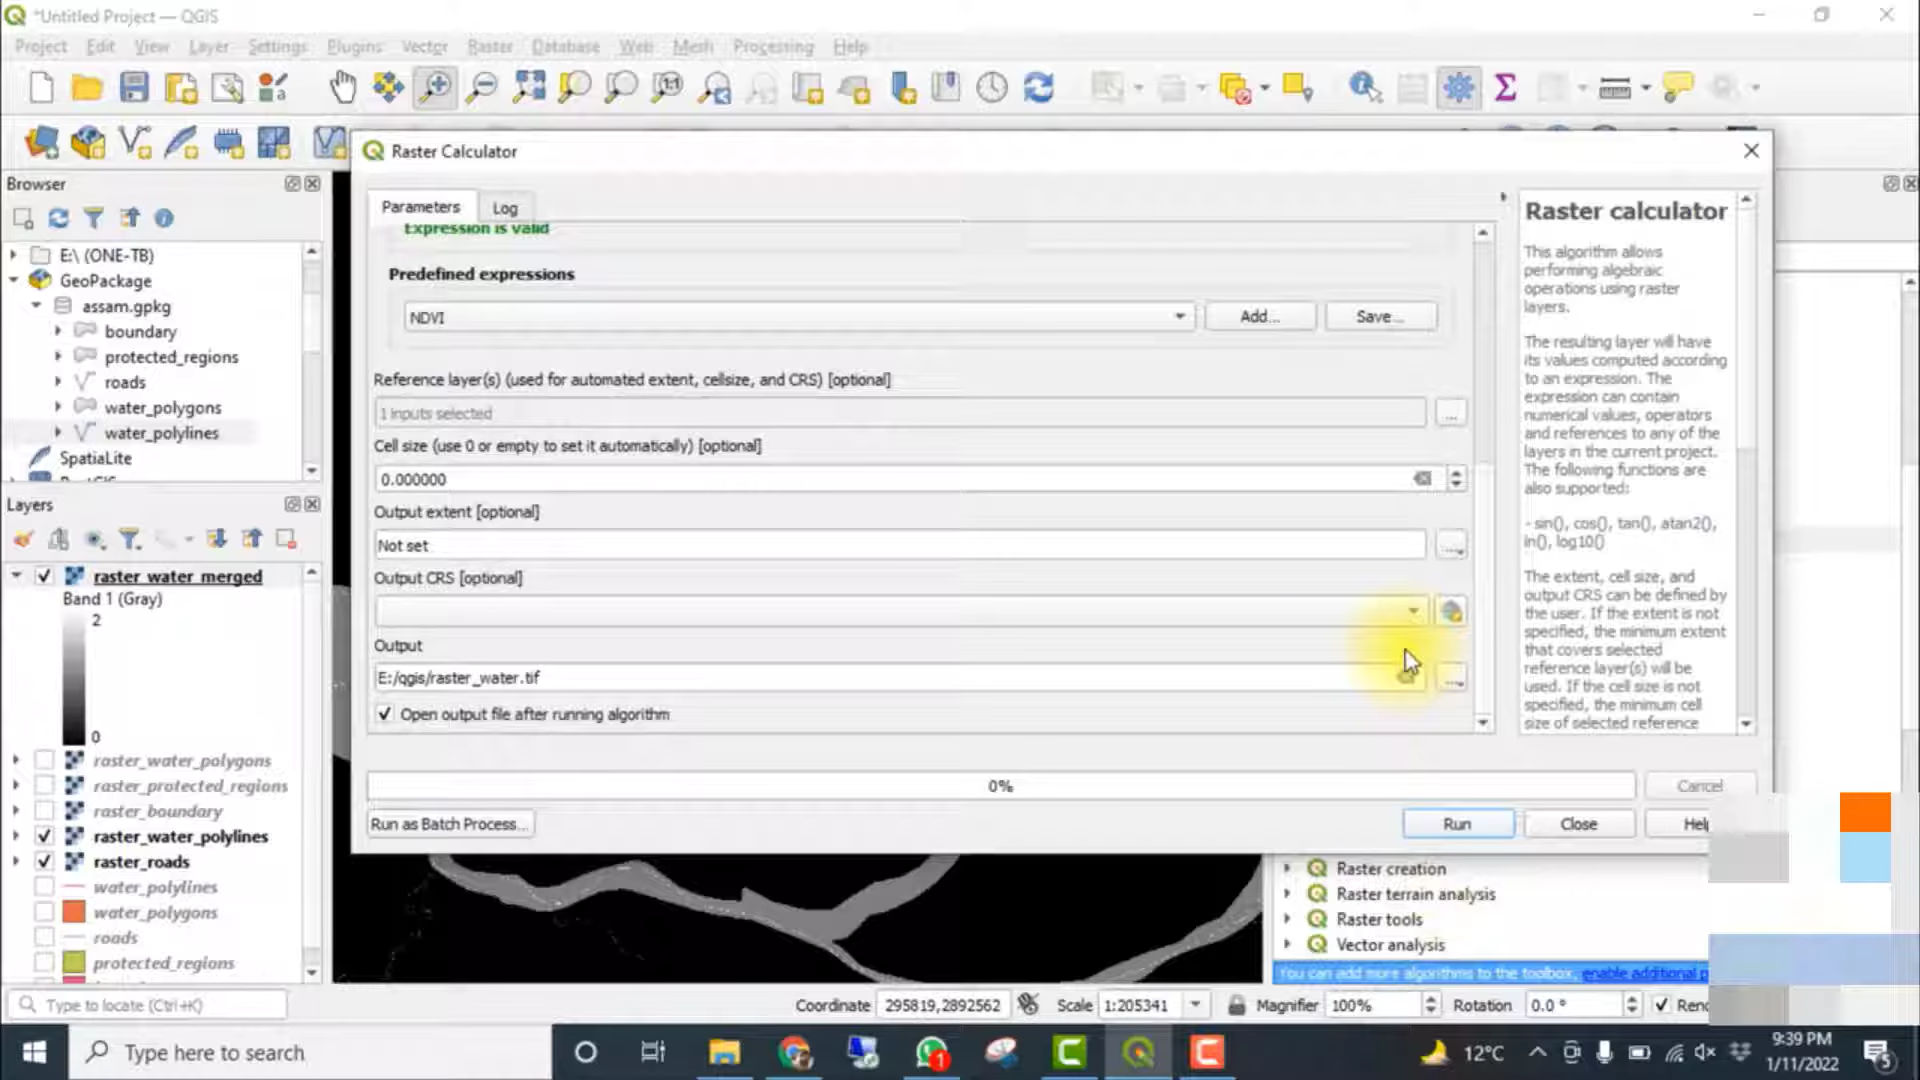 *Untitled Project — QGIS
Project Edit View Layer Settings Plugins Vector Raster Database Web Mesh Processing Help
Raster Calculator
Browser
E:\ (ONE-TB)
GeoPackage
assam.gpkg
boundary
protected_regions
roads
water_polygons
water_polylines
SpatiaLite
Layers
raster_water_merged
Band 1 (Gray)
2
0
raster_water_polygons
raster_protected_regions
raster_boundary
raster_water_polylines
raster_roads
water_polylines
water_polygons
roads
protected_regions
Parameters Log
Expression is valid
Predefined expressions
NDVI Add... Save...
Reference layer(s) (used for automated extent, cellsize, and CRS) [optional]
1 inputs selected ...
Cell size (use 0 or empty to set it automatically) [optional]
0.000000
Output extent [optional]
Not set ...
Output CRS [optional]
Output
E:/qgis/raster_water.tif ...
Open output file after running algorithm
0% Cancel
Run as Batch Process... Run Close
Raster calculator
This algorithm allows
performing algebraic
operations using raster
layers.
The resulting layer will have
its values computed according
to an expression. The
expression can contain
numerical values, operators
and references to any of the
layers in the current project.
The following functions are
also supported:
- sin(), cos(), tan(), atan2(),
ln(), log10()
The extent, cell size, and
output CRS can be defined by
the user. If the extent is not
specified, the minimum extent
that covers selected
reference layer(s) will be
used. If the cell size is not
specified, the minimum cell
size of selected reference
Raster creation
Raster terrain analysis
Raster tools
Vector analysis
You can add more algorithms to the toolbox, enable additional p
Type to locate (Ctrl+K) Coordinate 295819,2892562 Scale 1:205341 Magnifier 100% Rotation 0.0 °
Type here to search 1 12°C 9:39 PM
1/11/2022 5